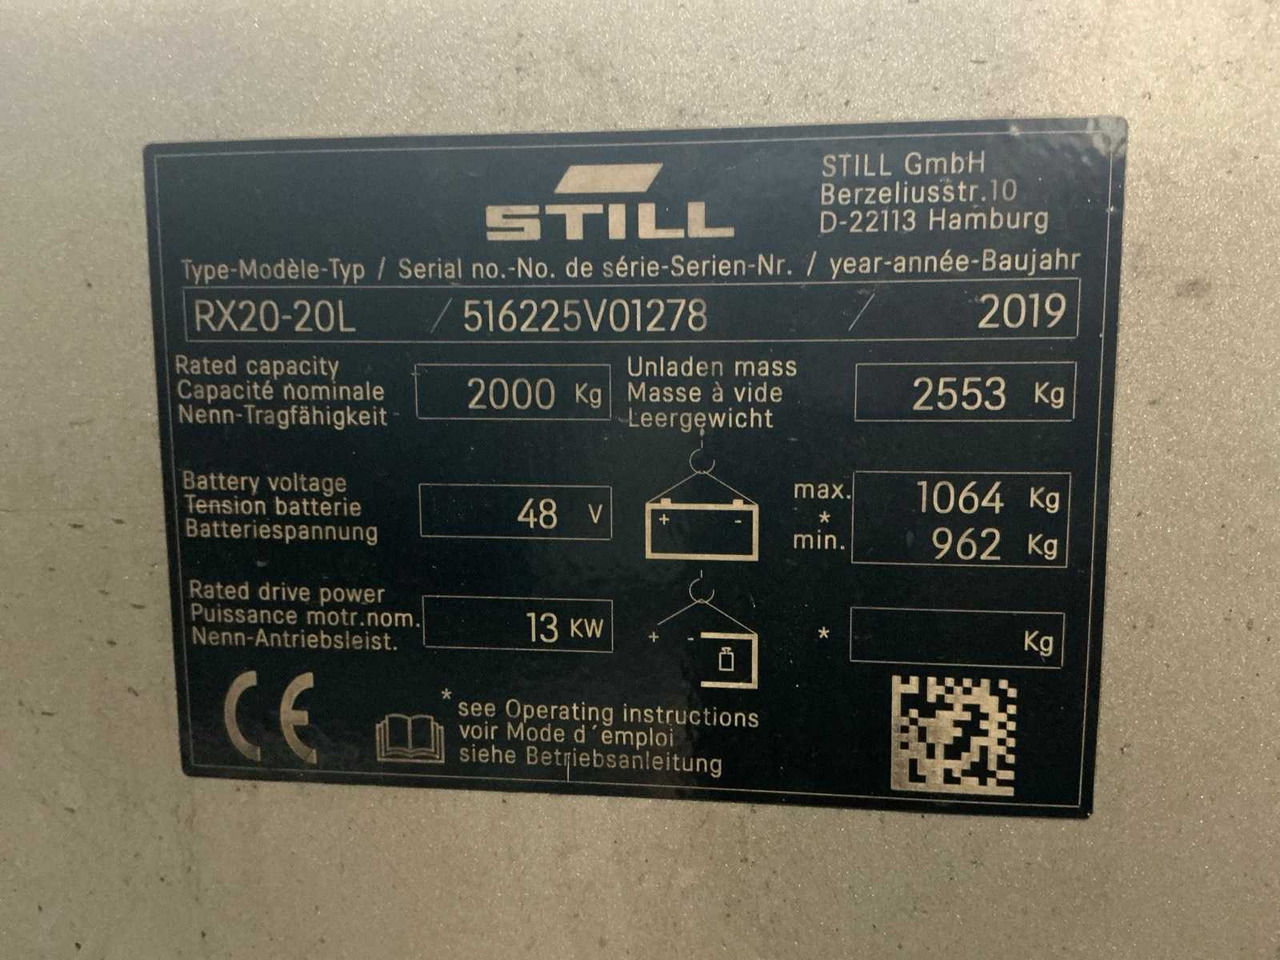 STILL
STILL GmbH
Berzeliusstr.10
D-22113 Hamburg
Type-Modèle-Typ / Serial no.-No. de série-Serien-Nr. / year-année-Baujahr
RX20-20L / 516225V01278 / 2019
Rated capacity
Capacité nominale
Nenn-Tragfähigkeit
2000 Kg
Unladen mass
Masse à vide
Leergewicht
2553 Kg
Battery voltage
Tension batterie
Batteriespannung
48 V
+ -
max. 1064 Kg
*
min. 962 Kg
Rated drive power
Puissance motr.nom.
Nenn-Antriebsleist.
13 KW
+ -
* Kg
CE
* see Operating instructions
voir Mode d´emploi
siehe Betriebsanleitung